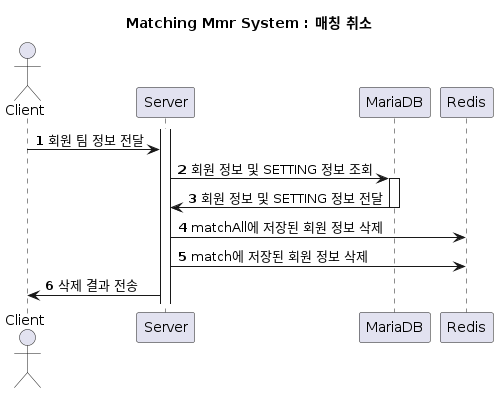 Matching Mmr System : 매칭 취소
Client
Server
MariaDB
Redis
1 회원 팀 정보 전달
2 회원 정보 및 SETTING 정보 조회
3 회원 정보 및 SETTING 정보 전달
4 matchAll에 저장된 회원 정보 삭제
5 match에 저장된 회원 정보 삭제
6 삭제 결과 전송
Client
Server
MariaDB
Redis